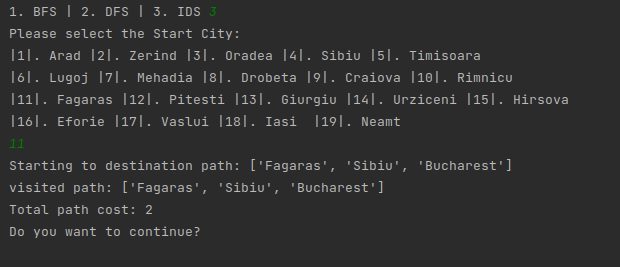 1. BFS | 2. DFS | 3. IDS 3
Please select the Start City:
|1|. Arad |2|. Zerind |3|. Oradea |4|. Sibiu |5|. Timisoara
|6|. Lugoj |7|. Mehadia |8|. Drobeta |9|. Craiova |10|. Rimnicu
|11|. Fagaras |12|. Pitesti |13|. Giurgiu |14|. Urziceni |15|. Hirsova
|16|. Eforie |17|. Vaslui |18|. Iasi  |19|. Neamt
11
Starting to destination path: ['Fagaras', 'Sibiu', 'Bucharest']
visited path: ['Fagaras', 'Sibiu', 'Bucharest']
Total path cost: 2
Do you want to continue?